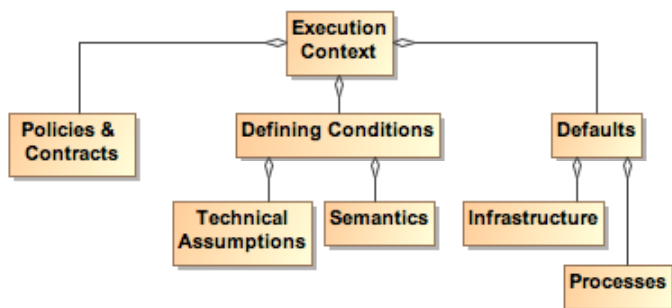 Execution
Context
Policies &
Contracts
Defining Conditions
Defaults
Technical
Assumptions
Semantics
Infrastructure
Processes